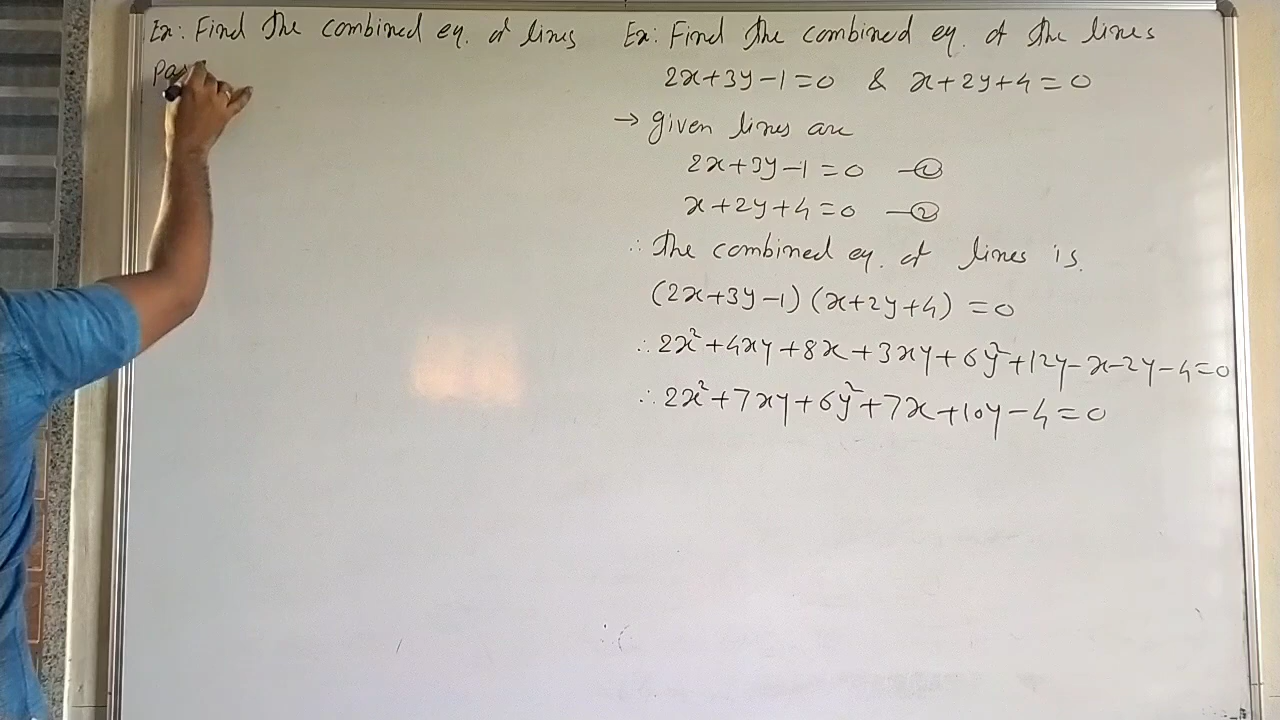 Ex: Find the combined eq. of lines
Ex: Find the combined eq. of the lines
2x+3y-1=0 & x+2y+4=0
→ given lines are
2x+3y-1=0 —①
x+2y+4=0 —②
∴ the combined eq. of lines is.
(2x+3y-1)(x+2y+4)=0
∴ 2x²+4xy+8x+3xy+6y²+12y-x-2y-4=0
∴ 2x²+7xy+6y²+7x+10y-4=0